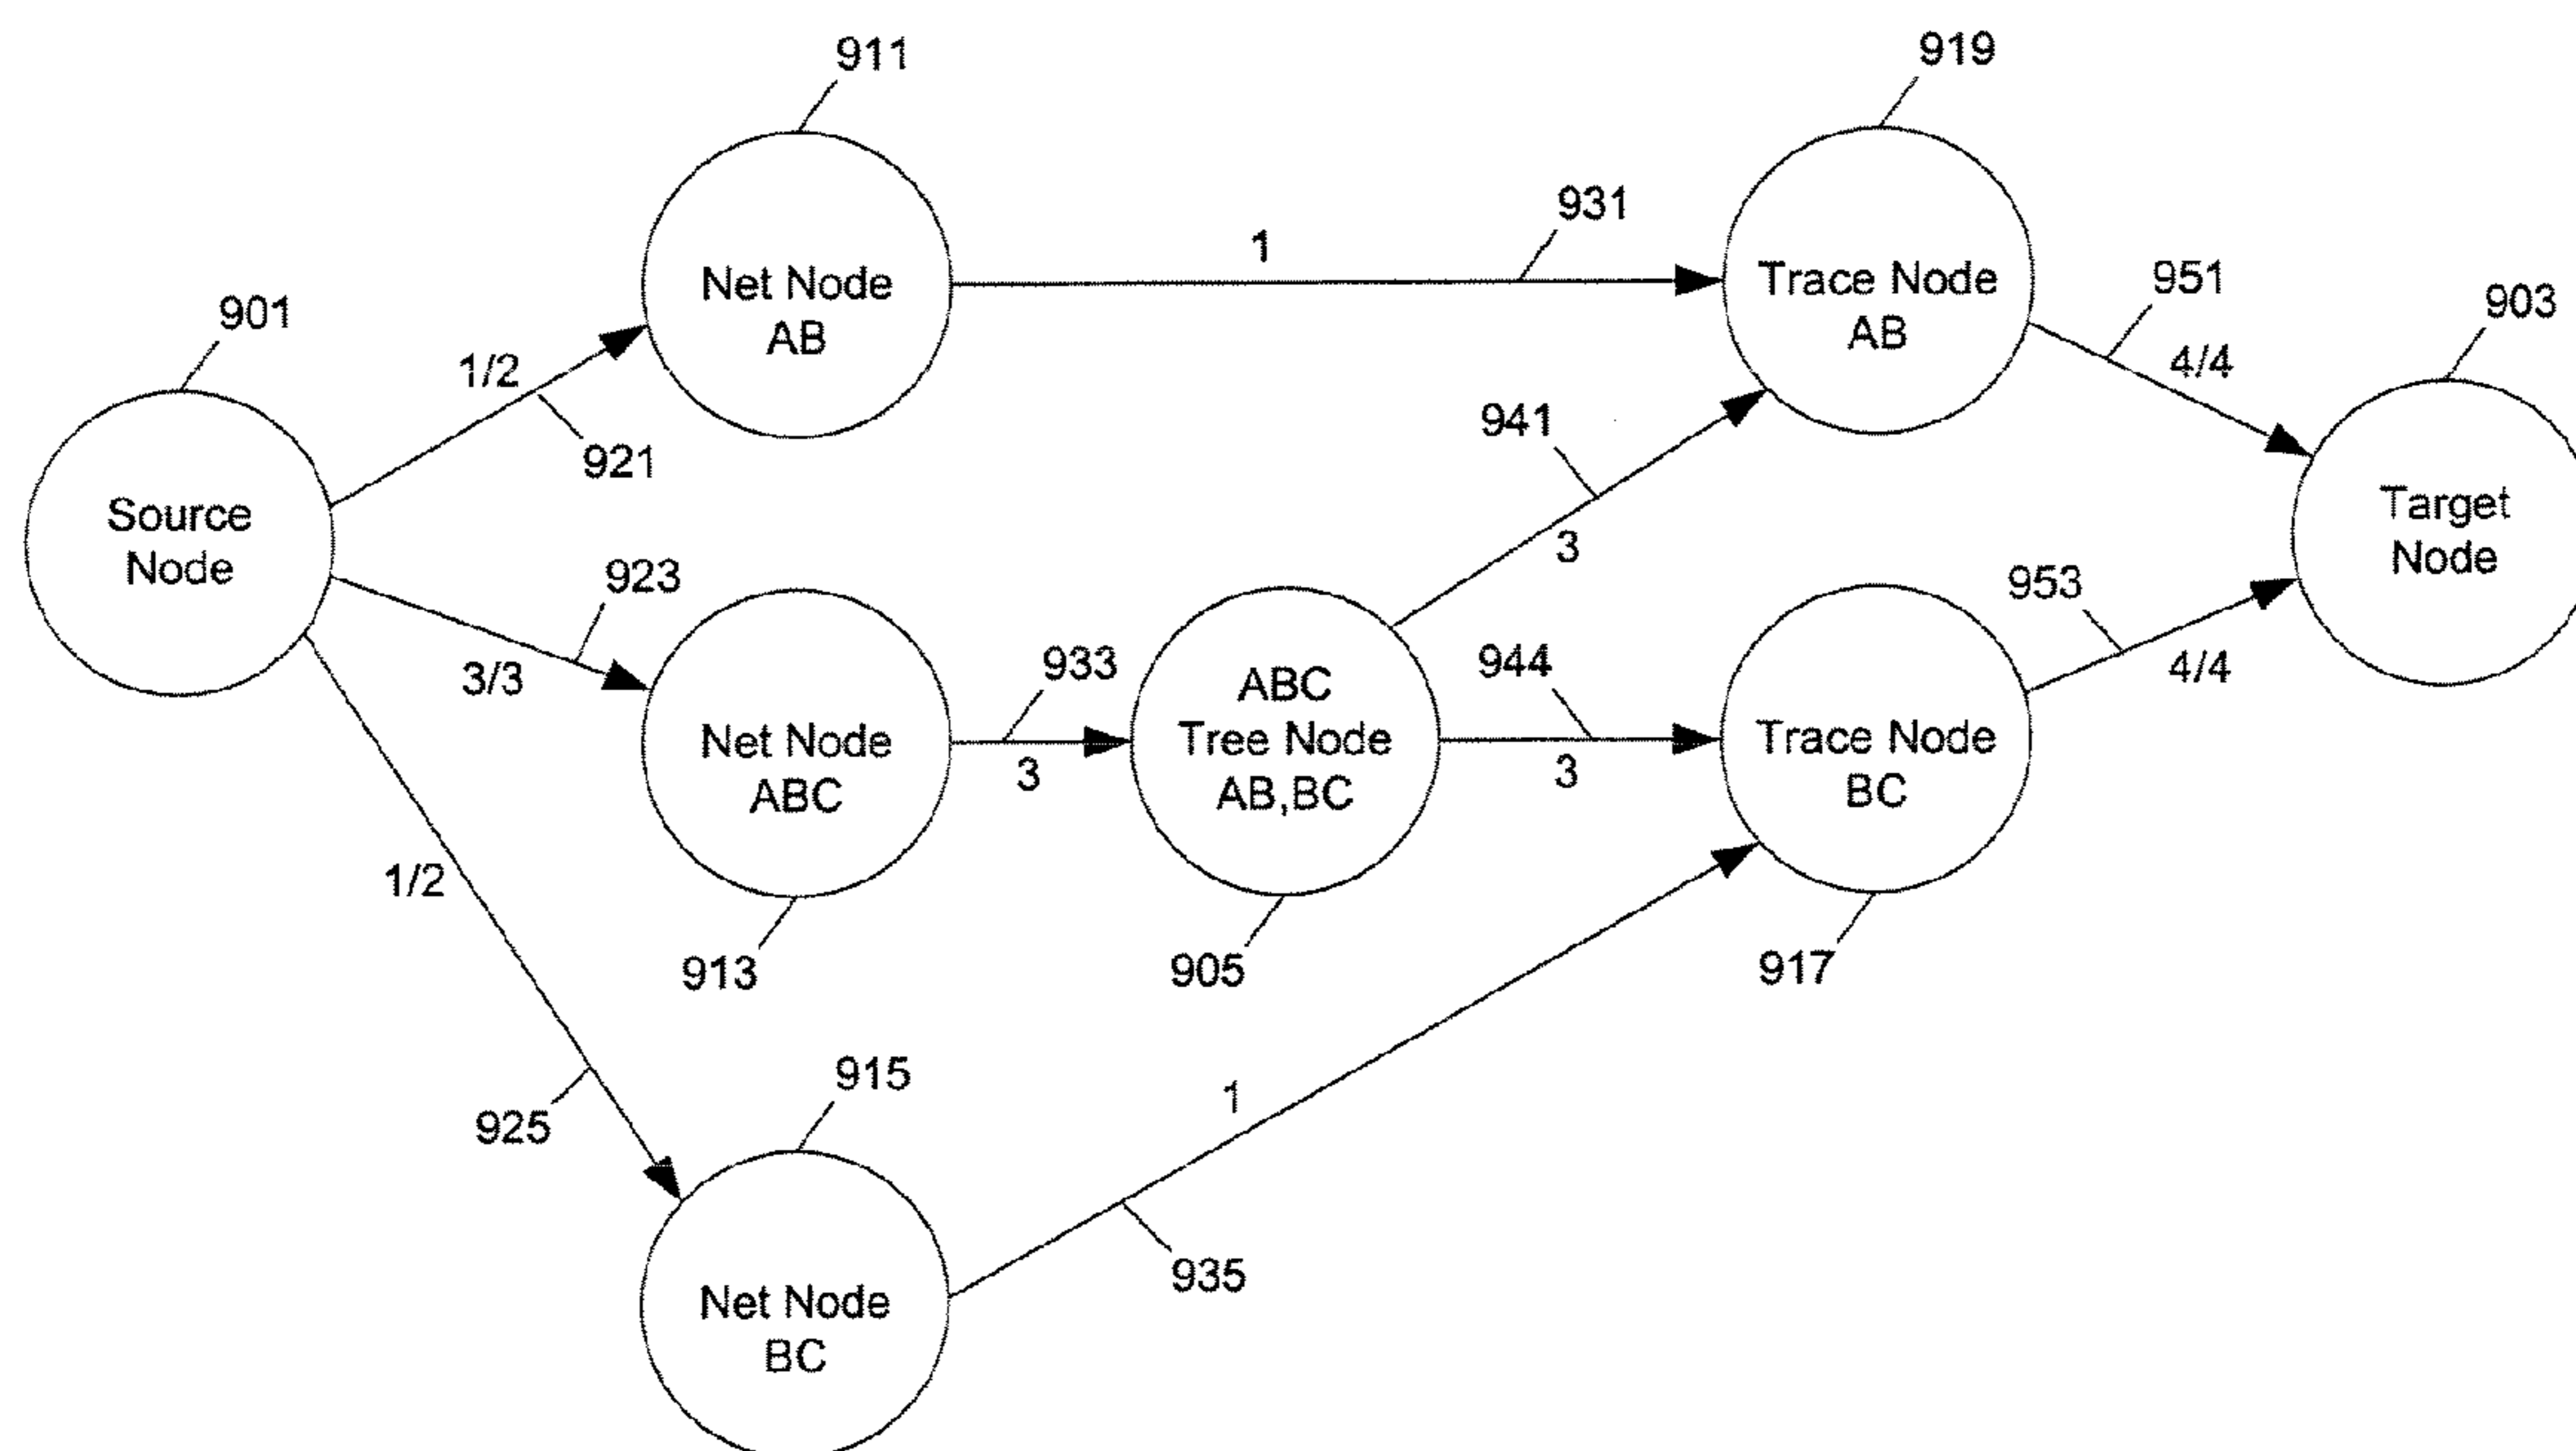 911
919
931
1
Net Node
AB
Trace Node
AB
951
903
901
1/2
4/4
921
941
Source
Node
3
Target
Node
923
3/3
953
4/4
933
944
ABC
Tree Node
AB,BC
Net Node
ABC
3
3
Trace Node
BC
1/2
913
905
917
915
925
1
935
Net Node
BC